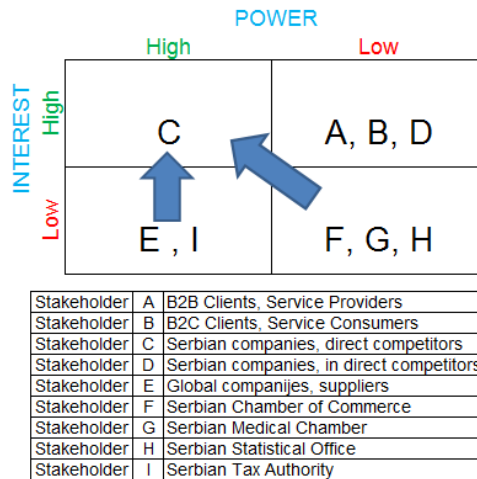 POWER
High Low
INTEREST
High
C A, B, D
Low
E , I F, G, H
Stakeholder A B2B Clients, Service Providers
Stakeholder B B2C Clients, Service Consumers
Stakeholder C Serbian companies, direct competitors
Stakeholder D Serbian companies, in direct competitors
Stakeholder E Global companijes, suppliers
Stakeholder F Serbian Chamber of Commerce
Stakeholder G Serbian Medical Chamber
Stakeholder H Serbian Statistical Office
Stakeholder I Serbian Tax Authority